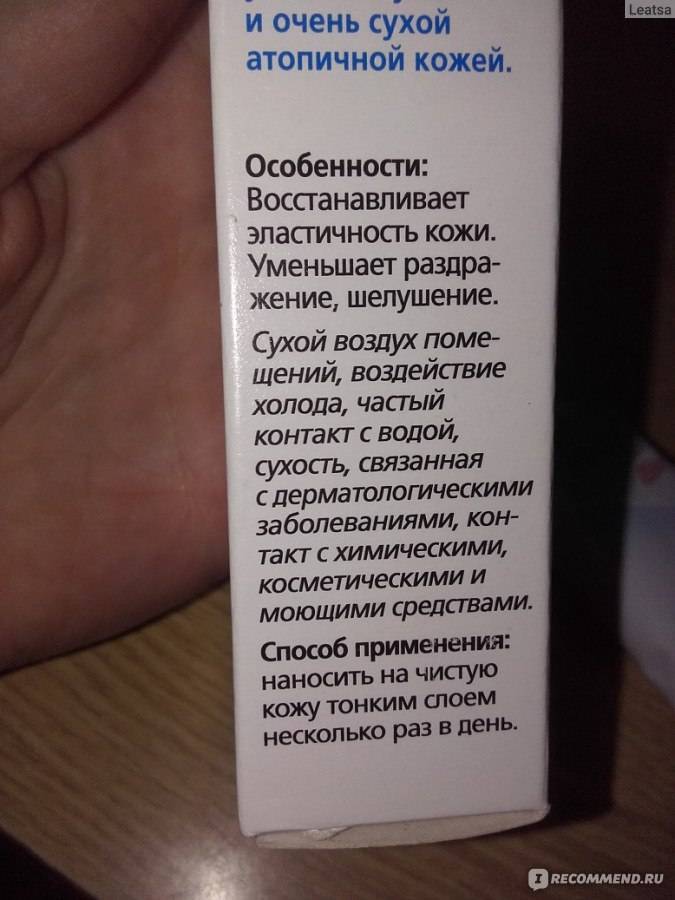 Leatsa
и очень сухой
атопичной кожей.
Особенности:
Восстанавливает
эластичность кожи.
Уменьшает раздра-
жение, шелушение.
Сухой воздух поме-
щений, воздействие
холода, частый
контакт с водой,
сухость, связанная
с дерматологическими
заболеваниями, кон-
такт с химическими,
косметическими и
моющими средствами.
Способ применения:
наносить на чистую
кожу тонким слоем
несколько раз в день.
IRECOMMEND.RU